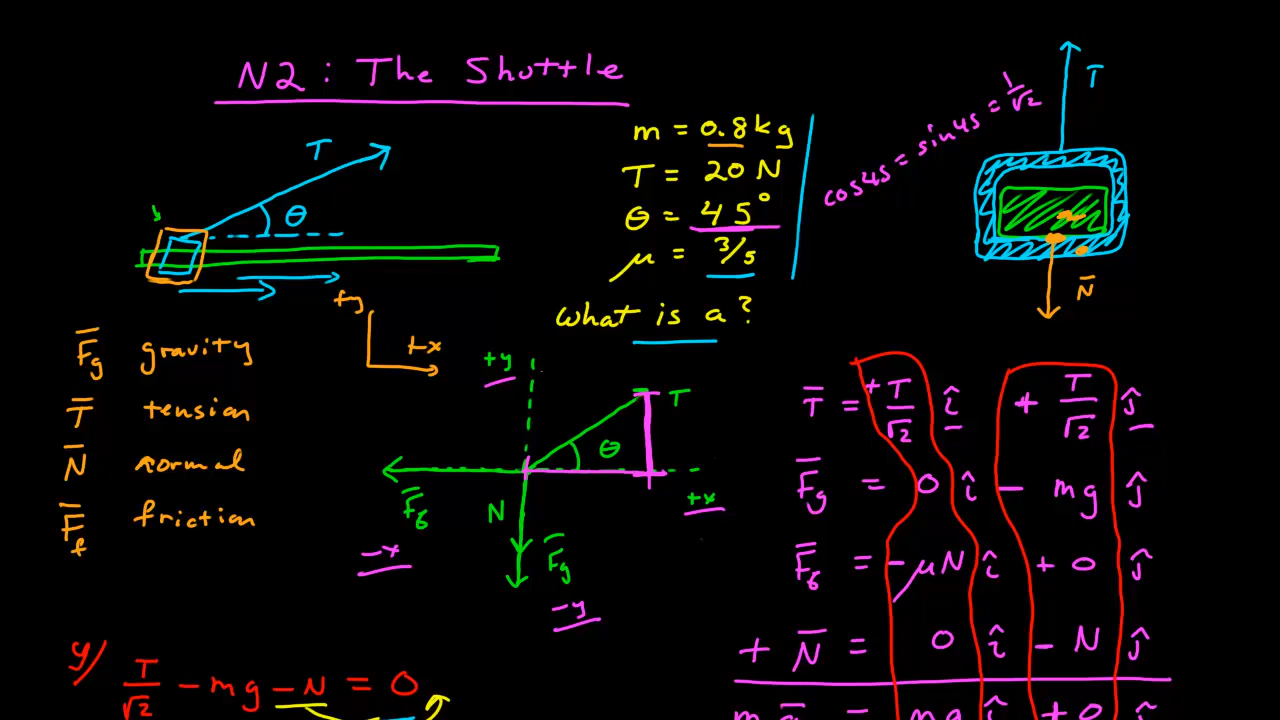 N2 : The Shuttle
T
θ
m = 0.8 kg
T = 20 N
θ = 45°
μ = 3/5
What is a?
cos45 = sin45 = 1/√2
T̄
N̄
+y
+x
F̄g gravity
T̄ tension
N̄ normal
F̄f friction
+y
T
θ
F̄f
N
+x
-x
F̄g
-y
T̄ = + T/√2 î + T/√2 ĵ
F̄g = 0 î - mg ĵ
F̄f = -μN î + 0 ĵ
+ N̄ = 0 î - N ĵ
y/
T/√2 - mg - N = 0